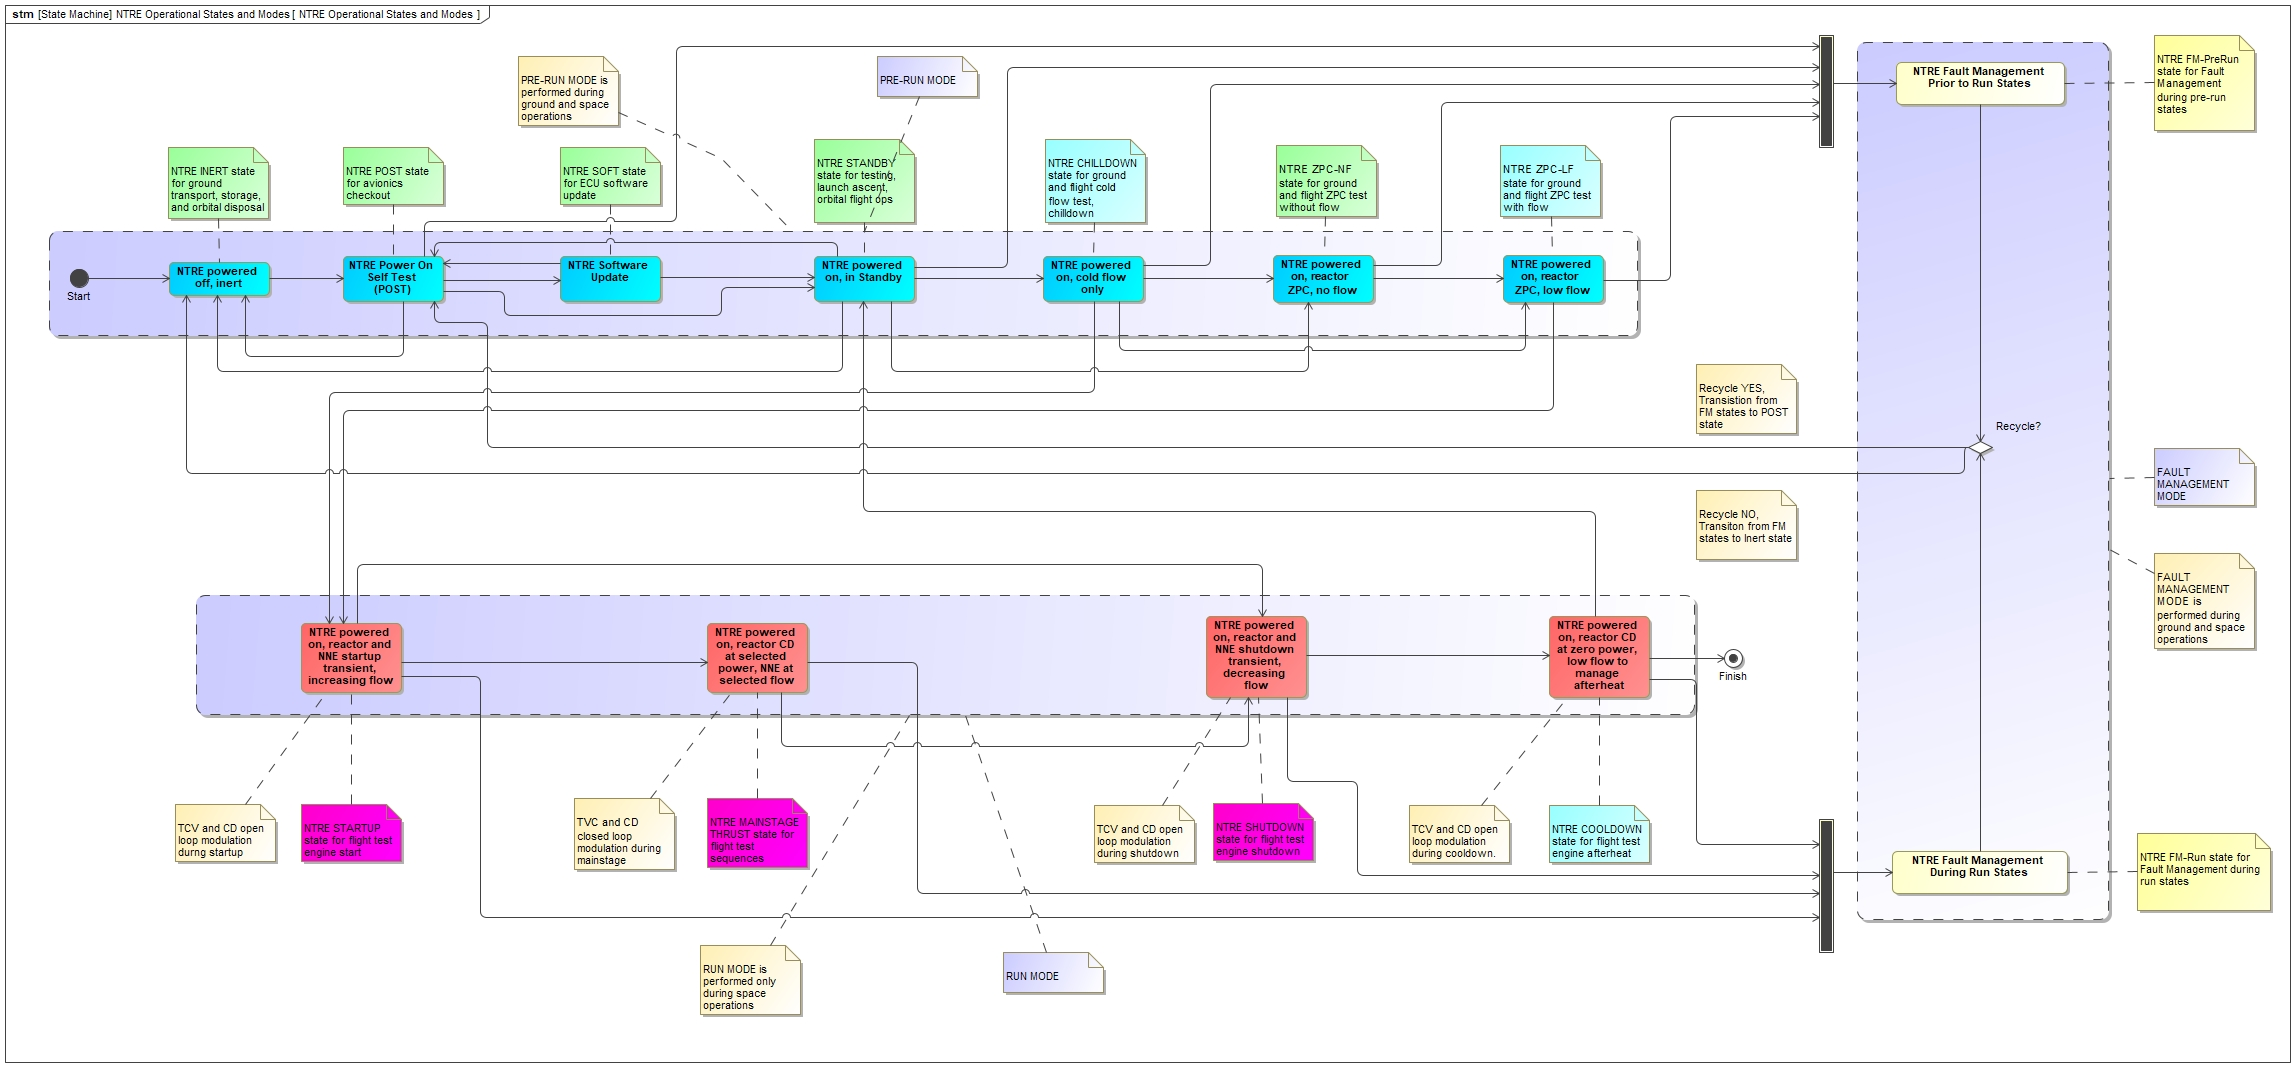 stm [State Machine] NTRE Operational States and Modes [ NTRE Operational States and Modes ]
PRE-RUN MODE is
performed during
ground and space
operations
PRE-RUN MODE
NTRE FM-PreRun
state for Fault
Management
during pre-run
states
NTRE Fault Management
Prior to Run States
NTRE INERT state
for ground
transport, storage,
and orbital disposal
NTRE POST state
for avionics
checkout
NTRE SOFT state
for ECU software
update
NTRE STANDBY
state for testing,
launch ascent,
orbital flight ops
NTRE CHILLDOWN
state for ground
and flight cold
flow test,
chilldown
NTRE ZPC-NF
state for ground
and flight ZPC test
without flow
NTRE ZPC-LF
state for ground
and flight ZPC test
with flow
Start
NTRE powered
off, inert
NTRE Power On
Self Test
(POST)
NTRE Software
Update
NTRE powered
on, in Standby
NTRE powered
on, cold flow
only
NTRE powered
on, reactor
ZPC, no flow
NTRE powered
on, reactor
ZPC, low flow
Recycle YES,
Transistion from
FM states to POST
state
Recycle?
FAULT
MANAGEMENT
MODE
Recycle NO,
Transiton from FM
states to Inert state
FAULT
MANAGEMENT
MODE is
performed during
ground and space
operations
NTRE powered
on, reactor and
NNE startup
transient,
increasing flow
NTRE powered
on, reactor CD
at selected
power, NNE at
selected flow
NTRE powered
on, reactor and
NNE shutdown
transient,
decreasing
flow
NTRE powered
on, reactor CD
at zero power,
low flow to
manage
afterheat
Finish
TCV and CD open
loop modulation
durng startup
NTRE STARTUP
state for flight test
engine start
TVC and CD
closed loop
modulation during
mainstage
NTRE MAINSTAGE
THRUST state for
flight test
sequences
TCV and CD open
loop modulation
during shutdown
NTRE SHUTDOWN
state for flight test
engine shutdown
TCV and CD open
loop modulation
during cooldown.
NTRE COOLDOWN
state for flight test
engine afterheat
NTRE Fault Management
During Run States
NTRE FM-Run state for
Fault Management during
run states
RUN MODE is
performed only
during space
operations
RUN MODE